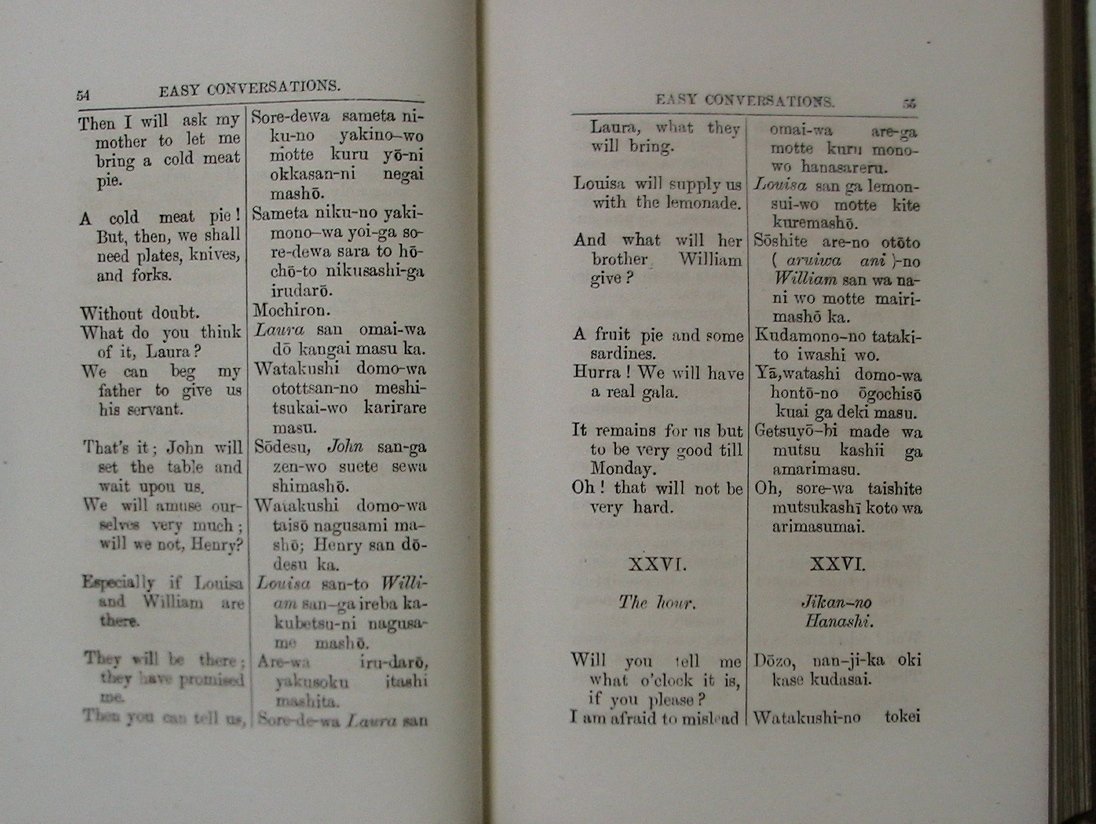 54
EASY CONVERSATIONS.
Then I will ask my
mother to let me
bring a cold meat
pie.
A cold meat pie!
But, then, we shall
need plates, knives,
and forks.
Without doubt.
What do you think
of it, Laura?
We can beg my
father to give us
his servant.
That's it; John will
set the table and
wait upon us.
We will amuse our-
selves very much;
will we not, Henry?
Especially if Louisa
and William are
there.
They will be there;
they have promised
me.
Then you can tell us,
Sore-dewa sameta ni-
ku-no yakino-wo
motte kuru yō-ni
okkasan-ni negai
mashō.
Sameta niku-no yaki-
mono-wa yoi-ga so-
re-dewa sara to hō-
chō-to nikusashi-ga
irudarō.
Mochiron.
Laura san omai-wa
dō kangai masu ka.
Watakushi domo-wa
otottsan-no meshi-
tsukai-wo karirare
masu.
Sōdesu, John san-ga
zen-wo suete sewa
shimashō.
Watakushi domo-wa
taisō nagusami ma-
shō; Henry san dō-
desu ka.
Louisa san-to Willi-
am san-ga ireba ka-
kubetsu-ni nagusa-
me mashō.
Are-wa iru-darō,
yakusoku itashi
mashita.
Sore-de-wa Laura san
EASY CONVERSATIONS.
55
Laura, what they
will bring.
Louisa will supply us
with the lemonade.
And what will her
brother William
give?
A fruit pie and some
sardines.
Hurra! We will have
a real gala.
It remains for us but
to be very good till
Monday.
Oh! that will not be
very hard.
XXVI.
The hour.
Will you tell me
what o'clock it is,
if you please?
I am afraid to mislead
omai-wa are-ga
motte kuru mono-
wo hanasareru.
Louisa san ga lemon-
sui-wo motte kite
kuremashō.
Sōshite are-no otōto
( aruiwa ani )-no
William san wa na-
ni wo motte mairi-
mashō ka.
Kudamono-no tataki-
to iwashi wo.
Yā,watashi domo-wa
hontō-no ōgochisō
kuai ga deki masu.
Getsuyō-hi made wa
mutsu kashii ga
amarimasu.
Oh, sore-wa taishite
mutsukashī koto wa
arimasumai.
XXVI.
Jikan-no
Hanashi.
Dōzo, nan-ji-ka oki
kase kudasai.
Watakushi-no tokei